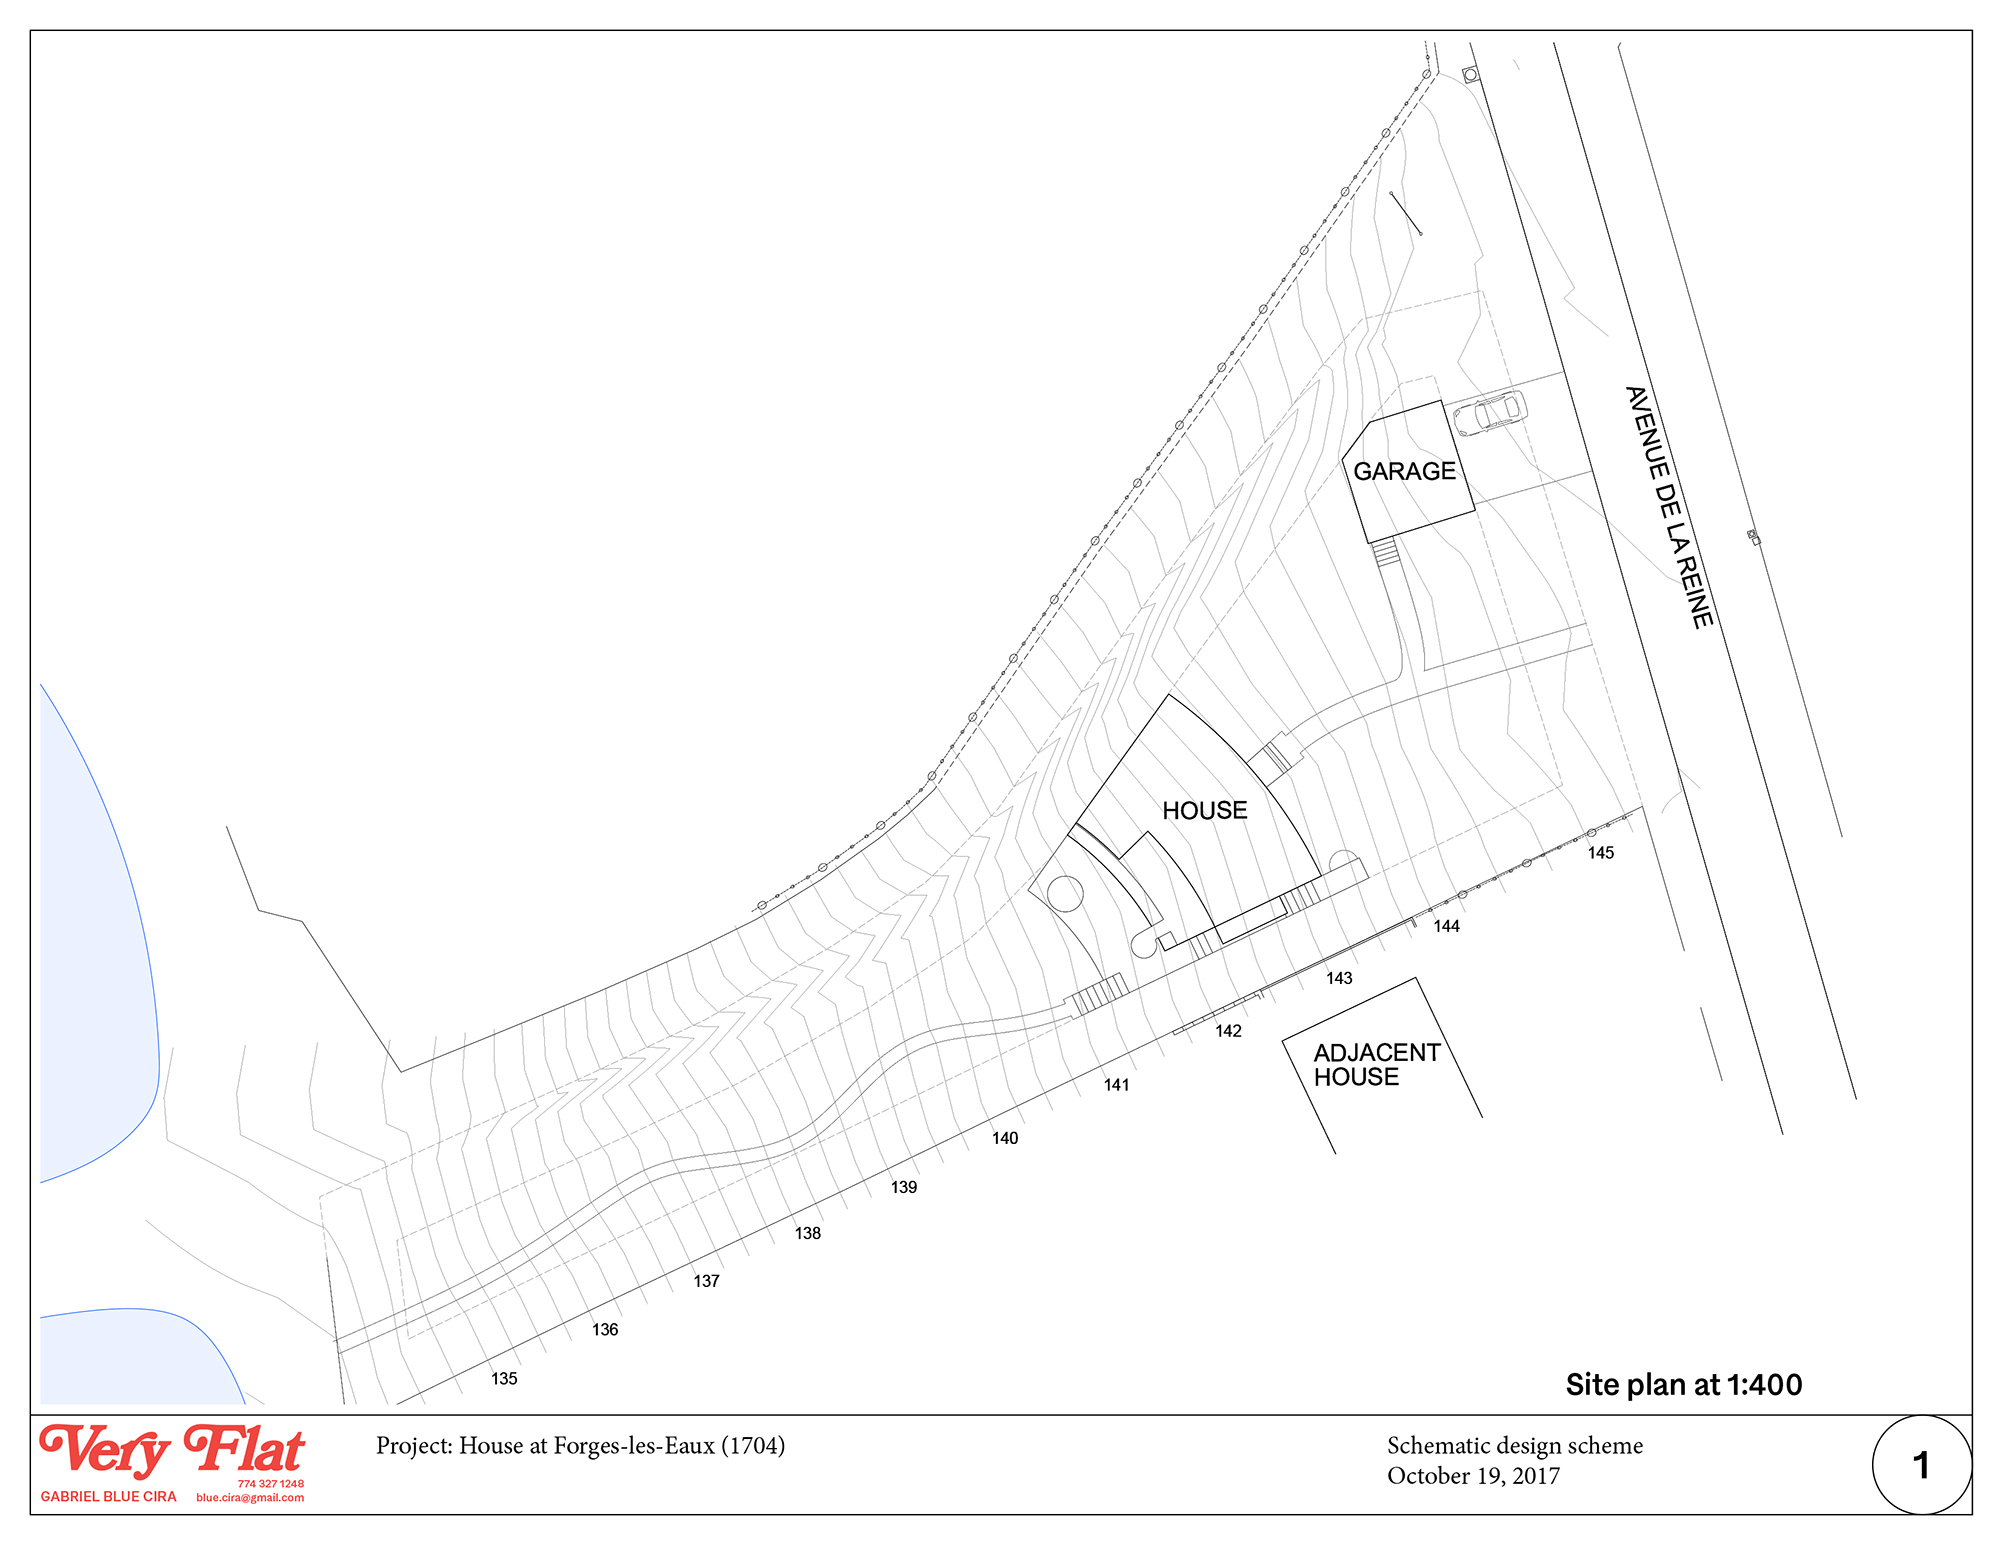 AVENUE DE LA REINE
GARAGE
HOUSE
145
144
143
142
141
140
139
138
137
136
135
ADJACENT
HOUSE
Site plan at 1:400
Very Flat
774 327 1248
GABRIEL BLUE CIRA blue.cira@gmail.com
Project: House at Forges-les-Eaux (1704)
Schematic design scheme
October 19, 2017
1